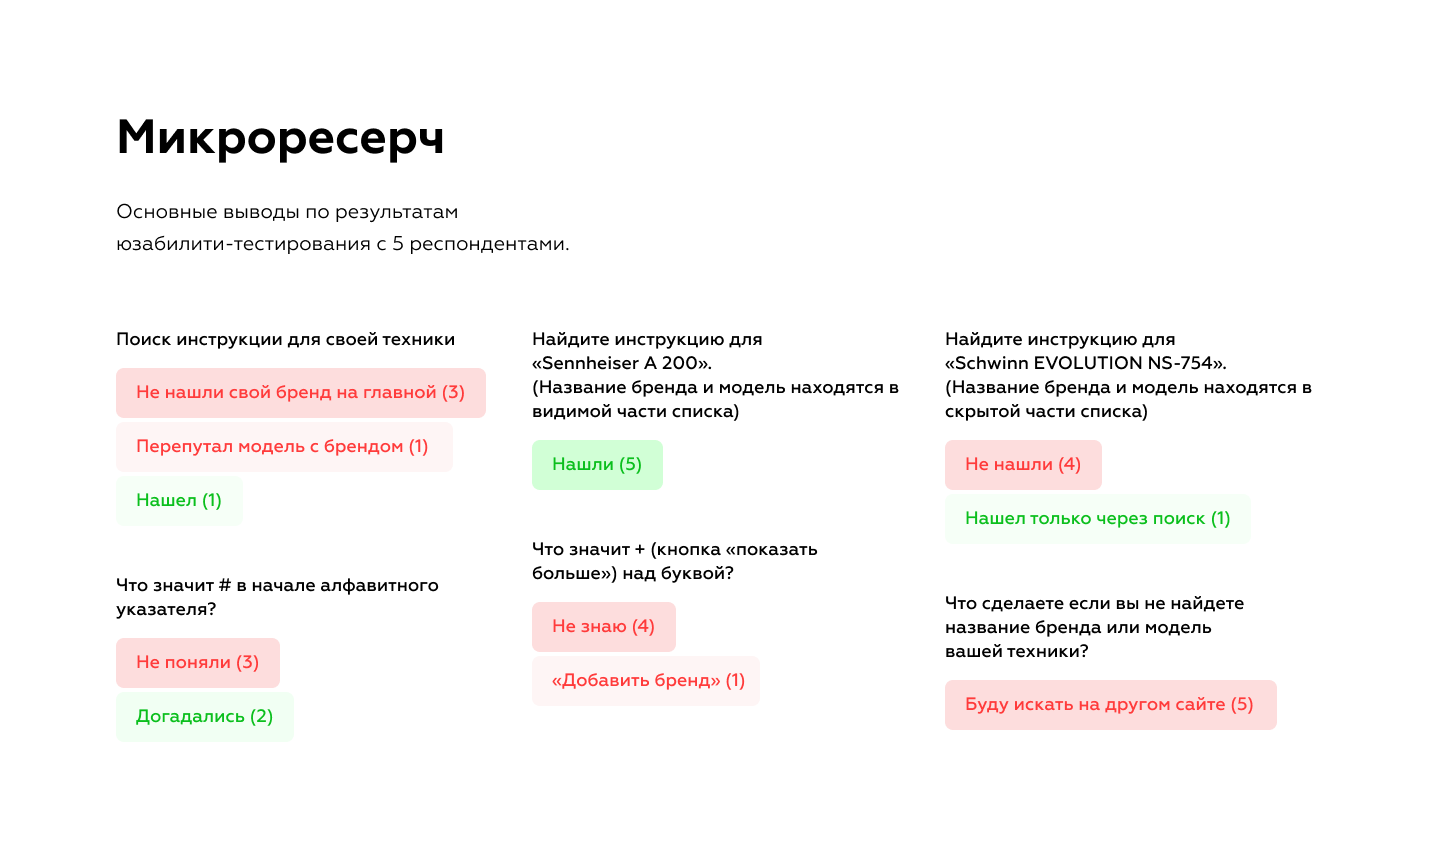 Микроресерч
Основные выводы по результатам
юзабилити-тестирования с 5 респондентами.
Поиск инструкции для своей техники
Не нашли свой бренд на главной (3)
Перепутал модель с брендом (1)
Нашел (1)
Что значит # в начале алфавитного
указателя?
Не поняли (3)
Догадались (2)
Найдите инструкцию для
«Sennheiser A 200».
(Название бренда и модель находятся в
видимой части списка)
Нашли (5)
Что значит + (кнопка «показать
больше») над буквой?
Не знаю (4)
«Добавить бренд» (1)
Найдите инструкцию для
«Schwinn EVOLUTION NS-754».
(Название бренда и модель находятся в
скрытой части списка)
Не нашли (4)
Нашел только через поиск (1)
Что сделаете если вы не найдете
название бренда или модель
вашей техники?
Буду искать на другом сайте (5)